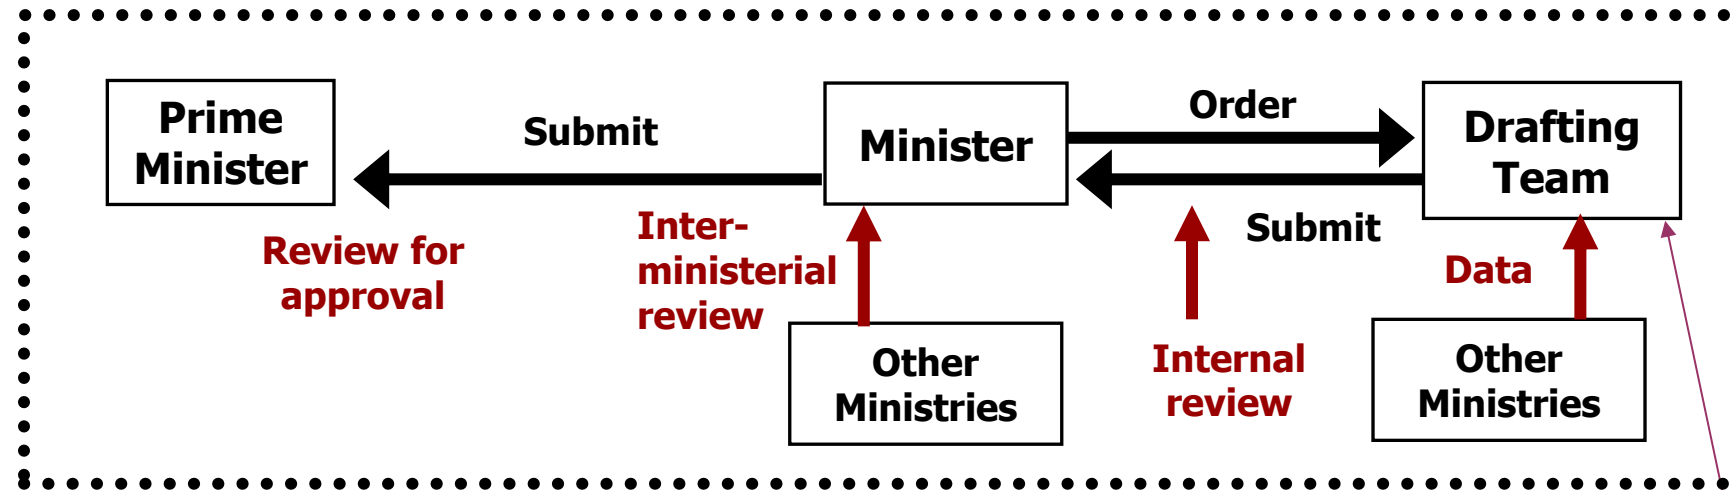 Prime
Minister
Submit
Minister
Order
Drafting
Team
Submit
Review for
approval
Inter-
ministerial
review
Data
Internal
review
Other
Ministries
Other
Ministries